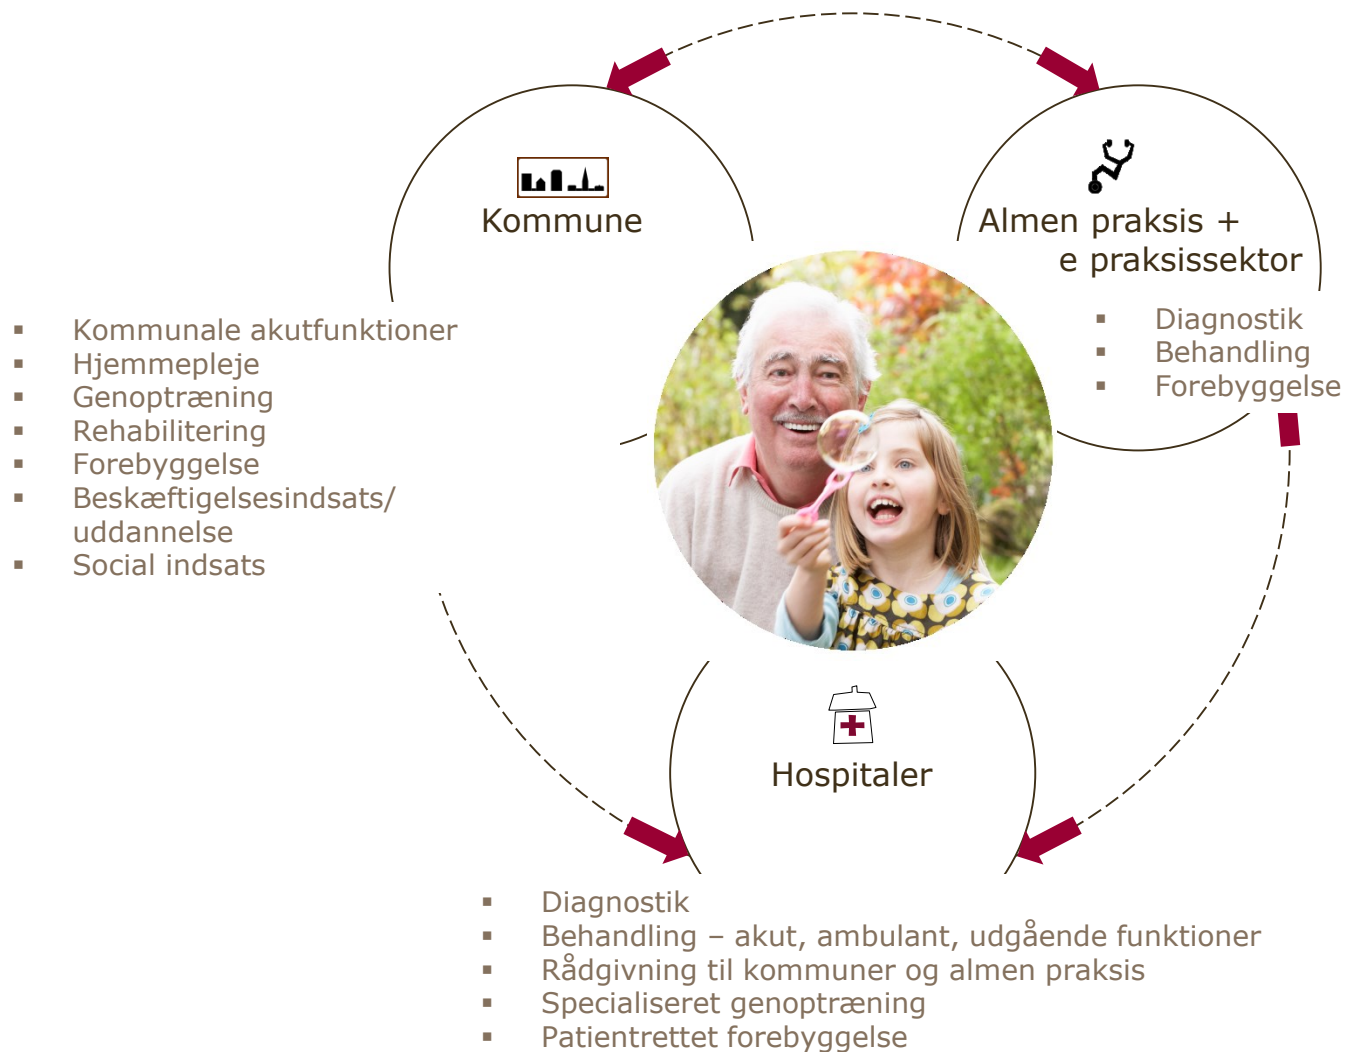 Kommune
Almen praksis +
e praksissektor
▪ Kommunale akutfunktioner
▪ Hjemmepleje
▪ Genoptræning
▪ Rehabilitering
▪ Forebyggelse
▪ Beskæftigelsesindsats/
uddannelse
▪ Social indsats
▪ Diagnostik
▪ Behandling
▪ Forebyggelse
Hospitaler
▪ Diagnostik
▪ Behandling – akut, ambulant, udgående funktioner
▪ Rådgivning til kommuner og almen praksis
▪ Specialiseret genoptræning
▪ Patientrettet forebyggelse